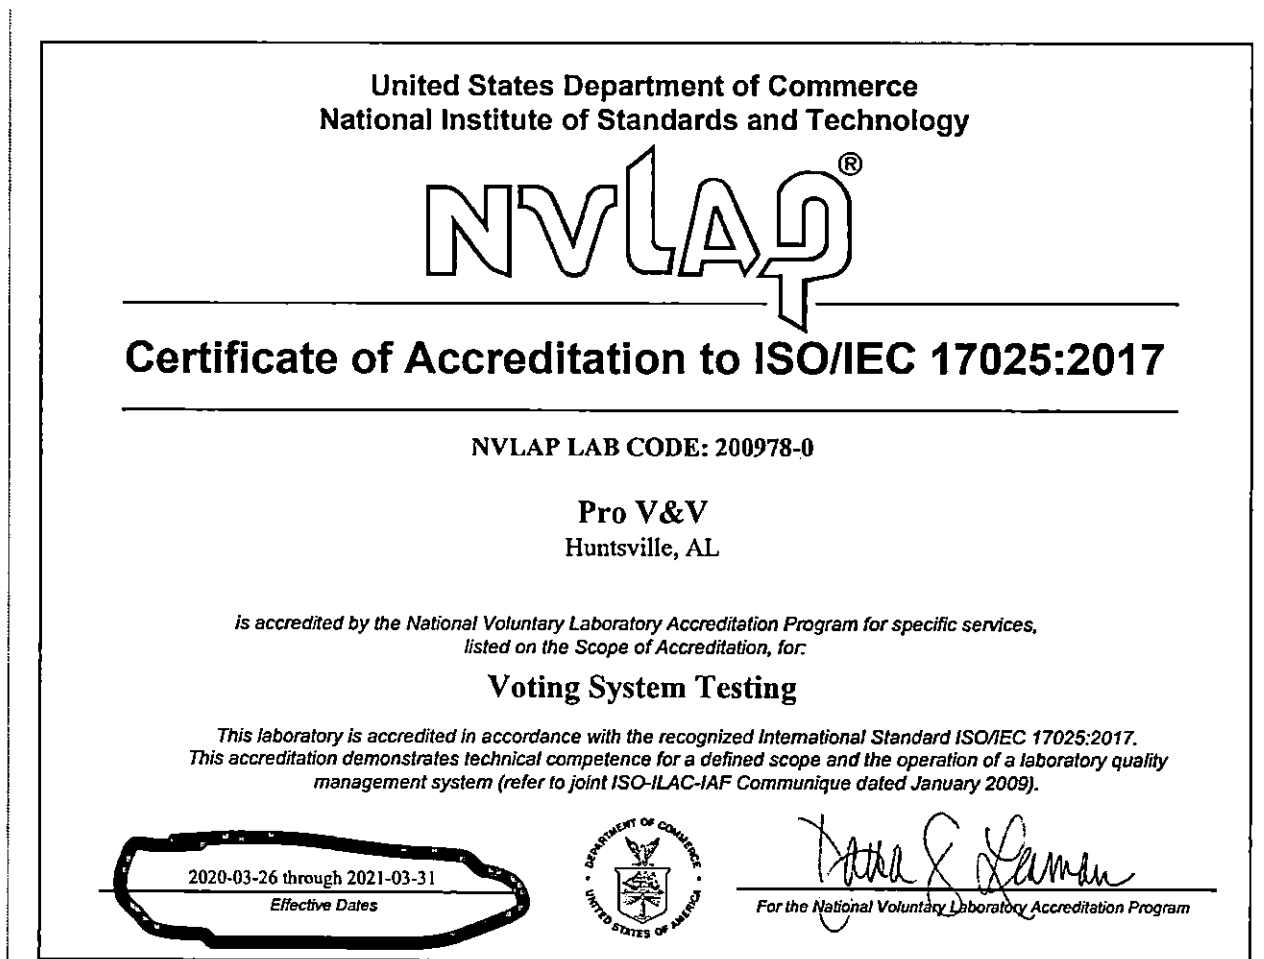 United States Department of Commerce
National Institute of Standards and Technology
NVLAP®
Certificate of Accreditation to ISO/IEC 17025:2017
NVLAP LAB CODE: 200978-0
Pro V&V
Huntsville, AL
is accredited by the National Voluntary Laboratory Accreditation Program for specific services,
listed on the Scope of Accreditation, for:
Voting System Testing
This laboratory is accredited in accordance with the recognized International Standard ISO/IEC 17025:2017.
This accreditation demonstrates technical competence for a defined scope and the operation of a laboratory quality
management system (refer to joint ISO-ILAC-IAF Communique dated January 2009).
2020-03-26 through 2021-03-31
Effective Dates
DEPARTMENT OF COMMERCE
UNITED STATES OF AMERICA
Dana S Leaman
For the National Voluntary Laboratory Accreditation Program